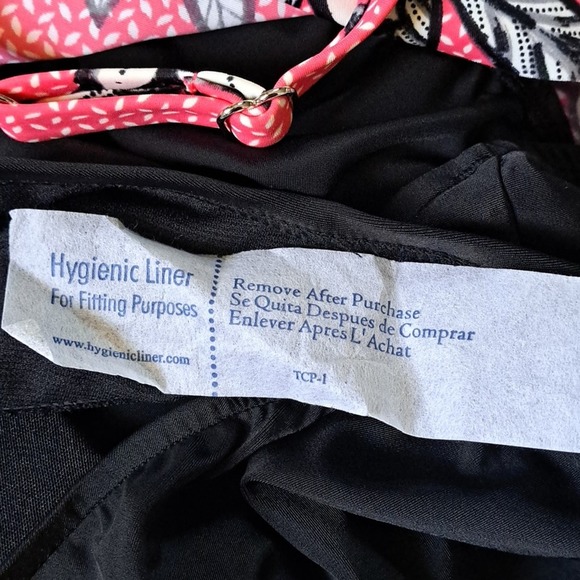 Hygienic Liner
For Fitting Purposes
www.hygienicliner.com
Remove After Purchase
Se Quita Despues de Comprar
Enlever Apres L'Achat
TCP-1